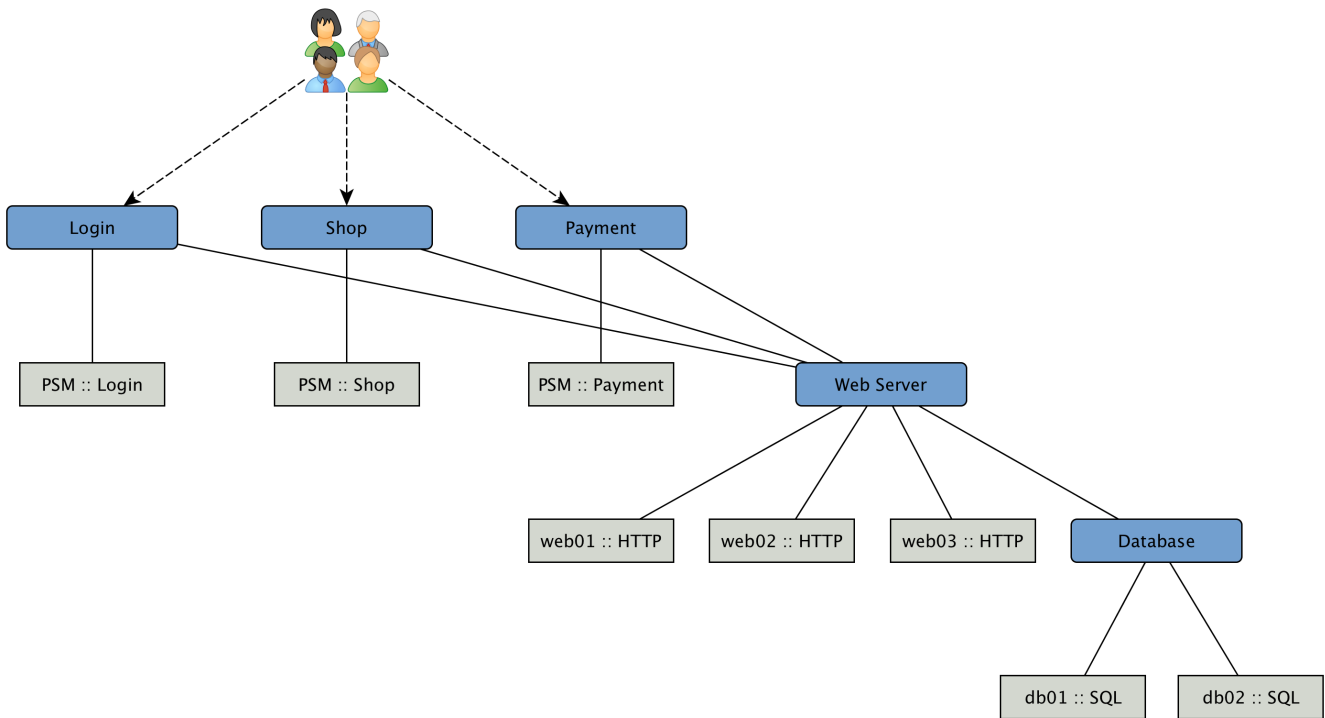 Login
Shop
Payment
PSM :: Login
PSM :: Shop
PSM :: Payment
Web Server
web01 :: HTTP
web02 :: HTTP
web03 :: HTTP
Database
db01 :: SQL
db02 :: SQL